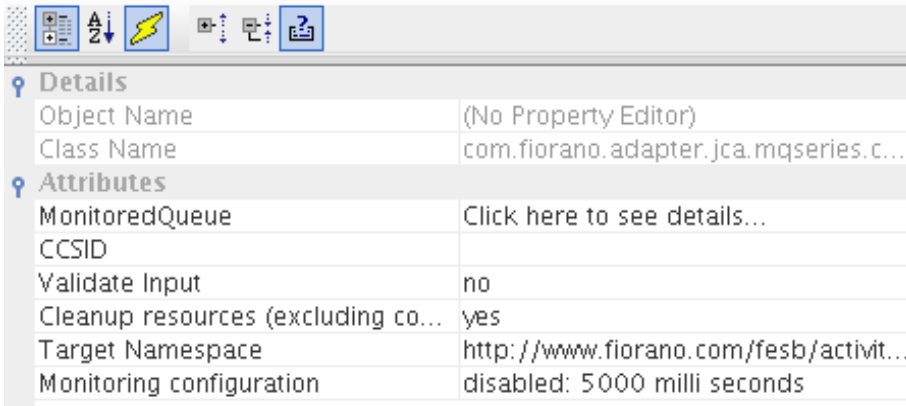 A
Z
Details
Object Name (No Property Editor)
Class Name com.fiorano.adapter.jca.mqseries.c...
Attributes
MonitoredQueue Click here to see details...
CCSID
Validate Input no
Cleanup resources (excluding co... yes
Target Namespace http://www.fiorano.com/fesb/activit...
Monitoring configuration disabled: 5000 milli seconds